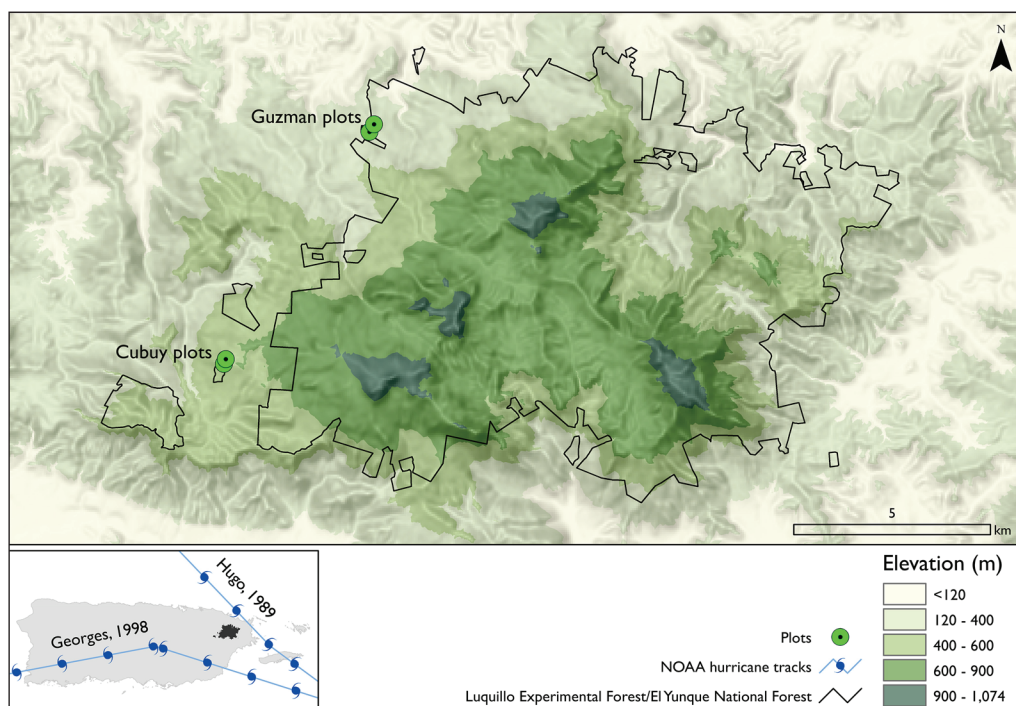 N
Guzman plots
Cubuy plots
5
km
Hugo, 1989
Georges, 1998
Elevation (m)
<120
120 - 400
400 - 600
600 - 900
900 - 1,074
Plots
NOAA hurricane tracks
Luquillo Experimental Forest/El Yunque National Forest